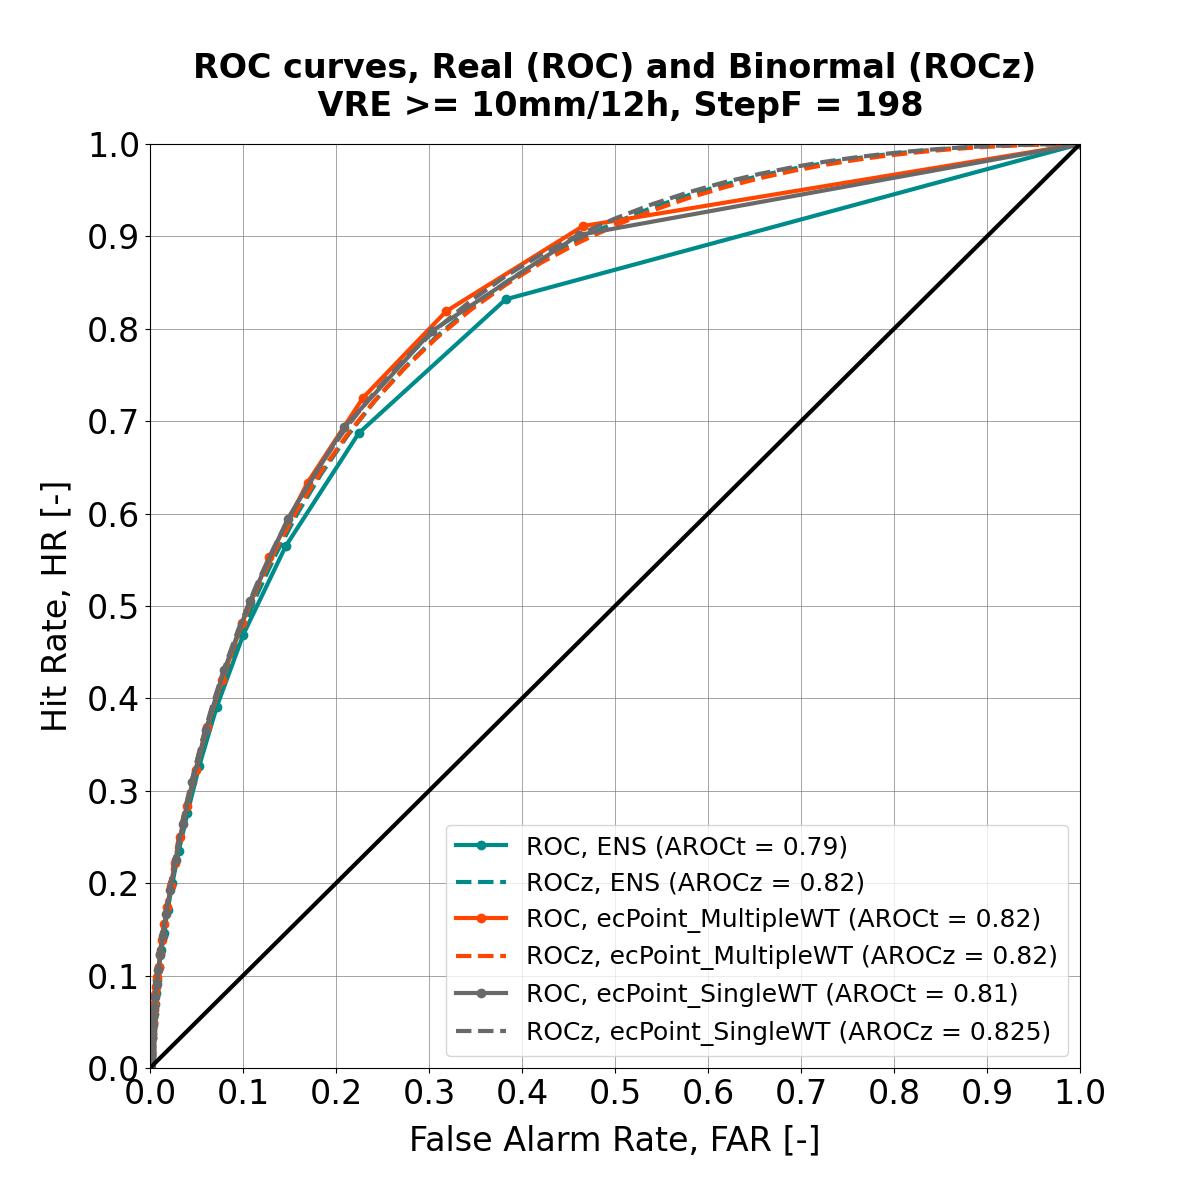 ROC curves, Real (ROC) and Binormal (ROCz)
VRE >= 10mm/12h, StepF = 198
1.0
0.9
0.8
0.7
0.6
0.5
0.4
0.3
0.2
0.1
0.0
Hit Rate, HR [-]
ROC, ENS (AROCt = 0.79)
ROCz, ENS (AROCz = 0.82)
ROC, ecPoint_MultipleWT (AROCt = 0.82)
ROCz, ecPoint_MultipleWT (AROCz = 0.82)
ROC, ecPoint_SingleWT (AROCt = 0.81)
ROCz, ecPoint_SingleWT (AROCz = 0.825)
0.0 0.1 0.2 0.3 0.4 0.5 0.6 0.7 0.8 0.9 1.0
False Alarm Rate, FAR [-]